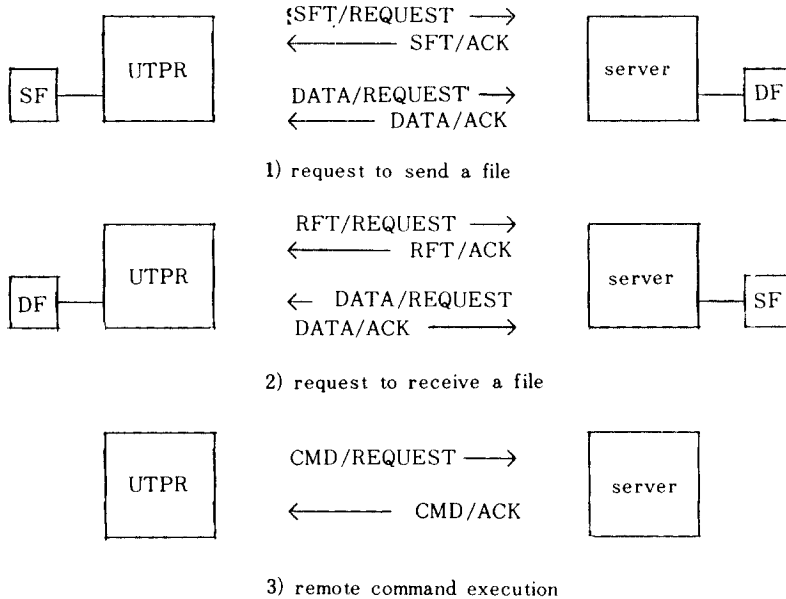 SFT/REQUEST
SFT/ACK
UTPR
server
SF
DF
DATA/REQUEST
DATA/ACK
1) request to send a file
RFT/REQUEST
RFT/ACK
UTPR
server
DF
SF
DATA/REQUEST
DATA/ACK
2) request to receive a file
CMD/REQUEST
UTPR
server
CMD/ACK
3) remote command execution